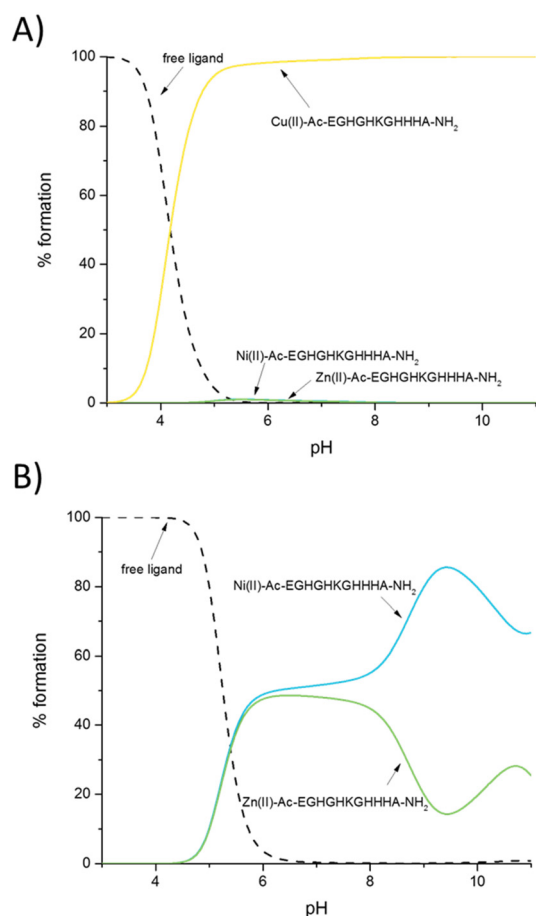 A)
100
80
60
40
20
0
% formation
free ligand
Cu(II)-Ac-EGHGHKGHHHA-NH2
Ni(II)-Ac-EGHGHKGHHHA-NH2
Zn(II)-Ac-EGHGHKGHHHA-NH2
4 6 8 10
pH
B)
100
80
60
40
20
0
% formation
free ligand
Ni(II)-Ac-EGHGHKGHHHA-NH2
Zn(II)-Ac-EGHGHKGHHHA-NH2
4 6 8 10
pH